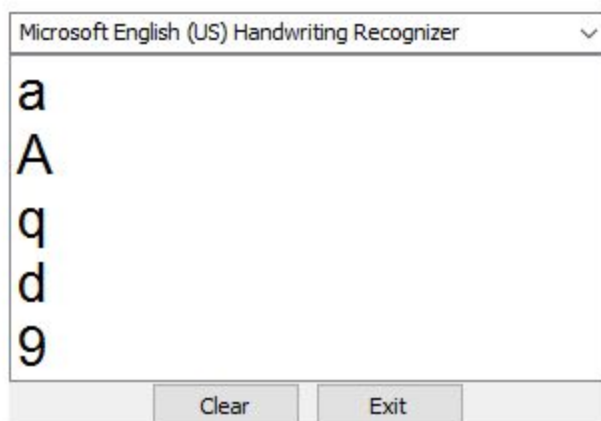 Microsoft English (US) Handwriting Recognizer
a
A
q
d
9
Clear Exit